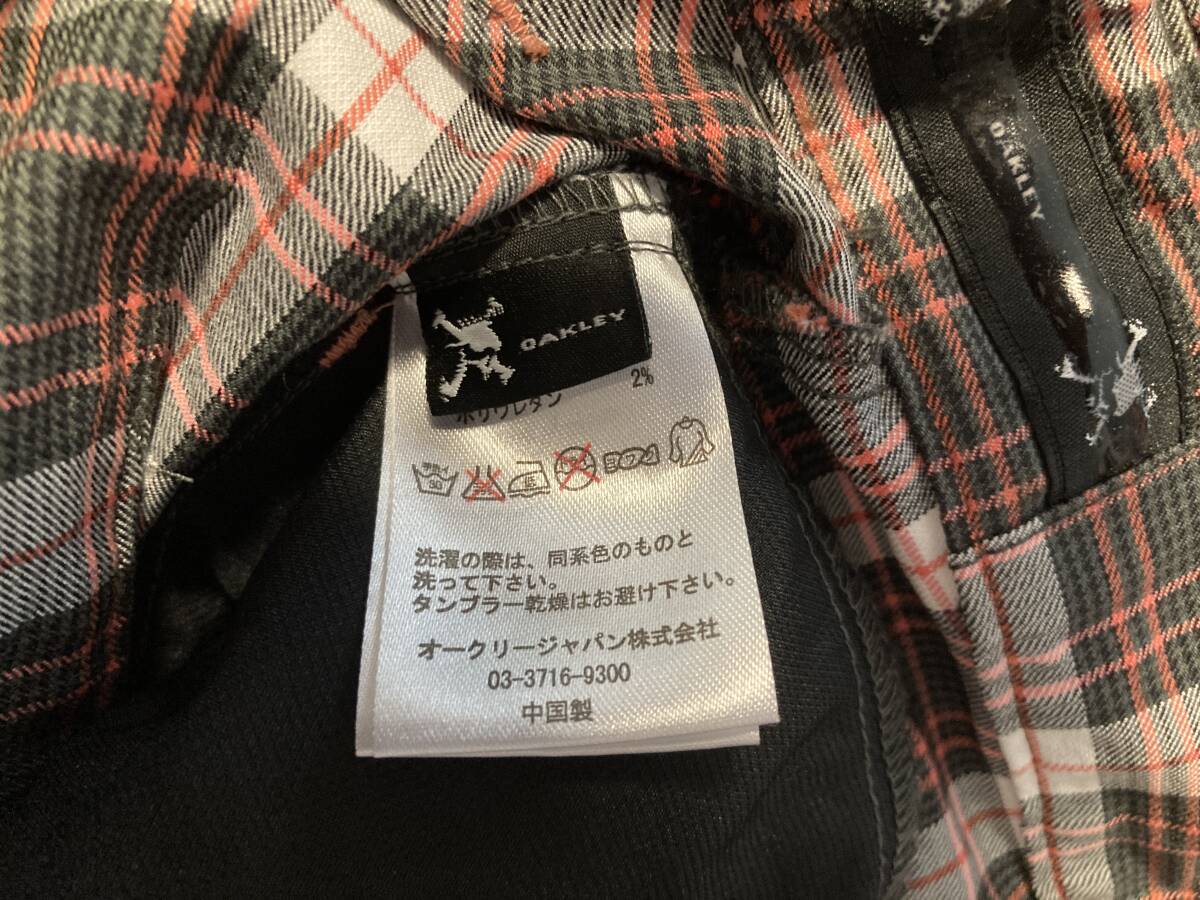 OAKLEY
OAKLEY
ポリウレタン 2%
洗濯の際は、同系色のものと
洗って下さい。
タンブラー乾燥はお避け下さい。
オークリージャパン株式会社
03-3716-9300
中国製